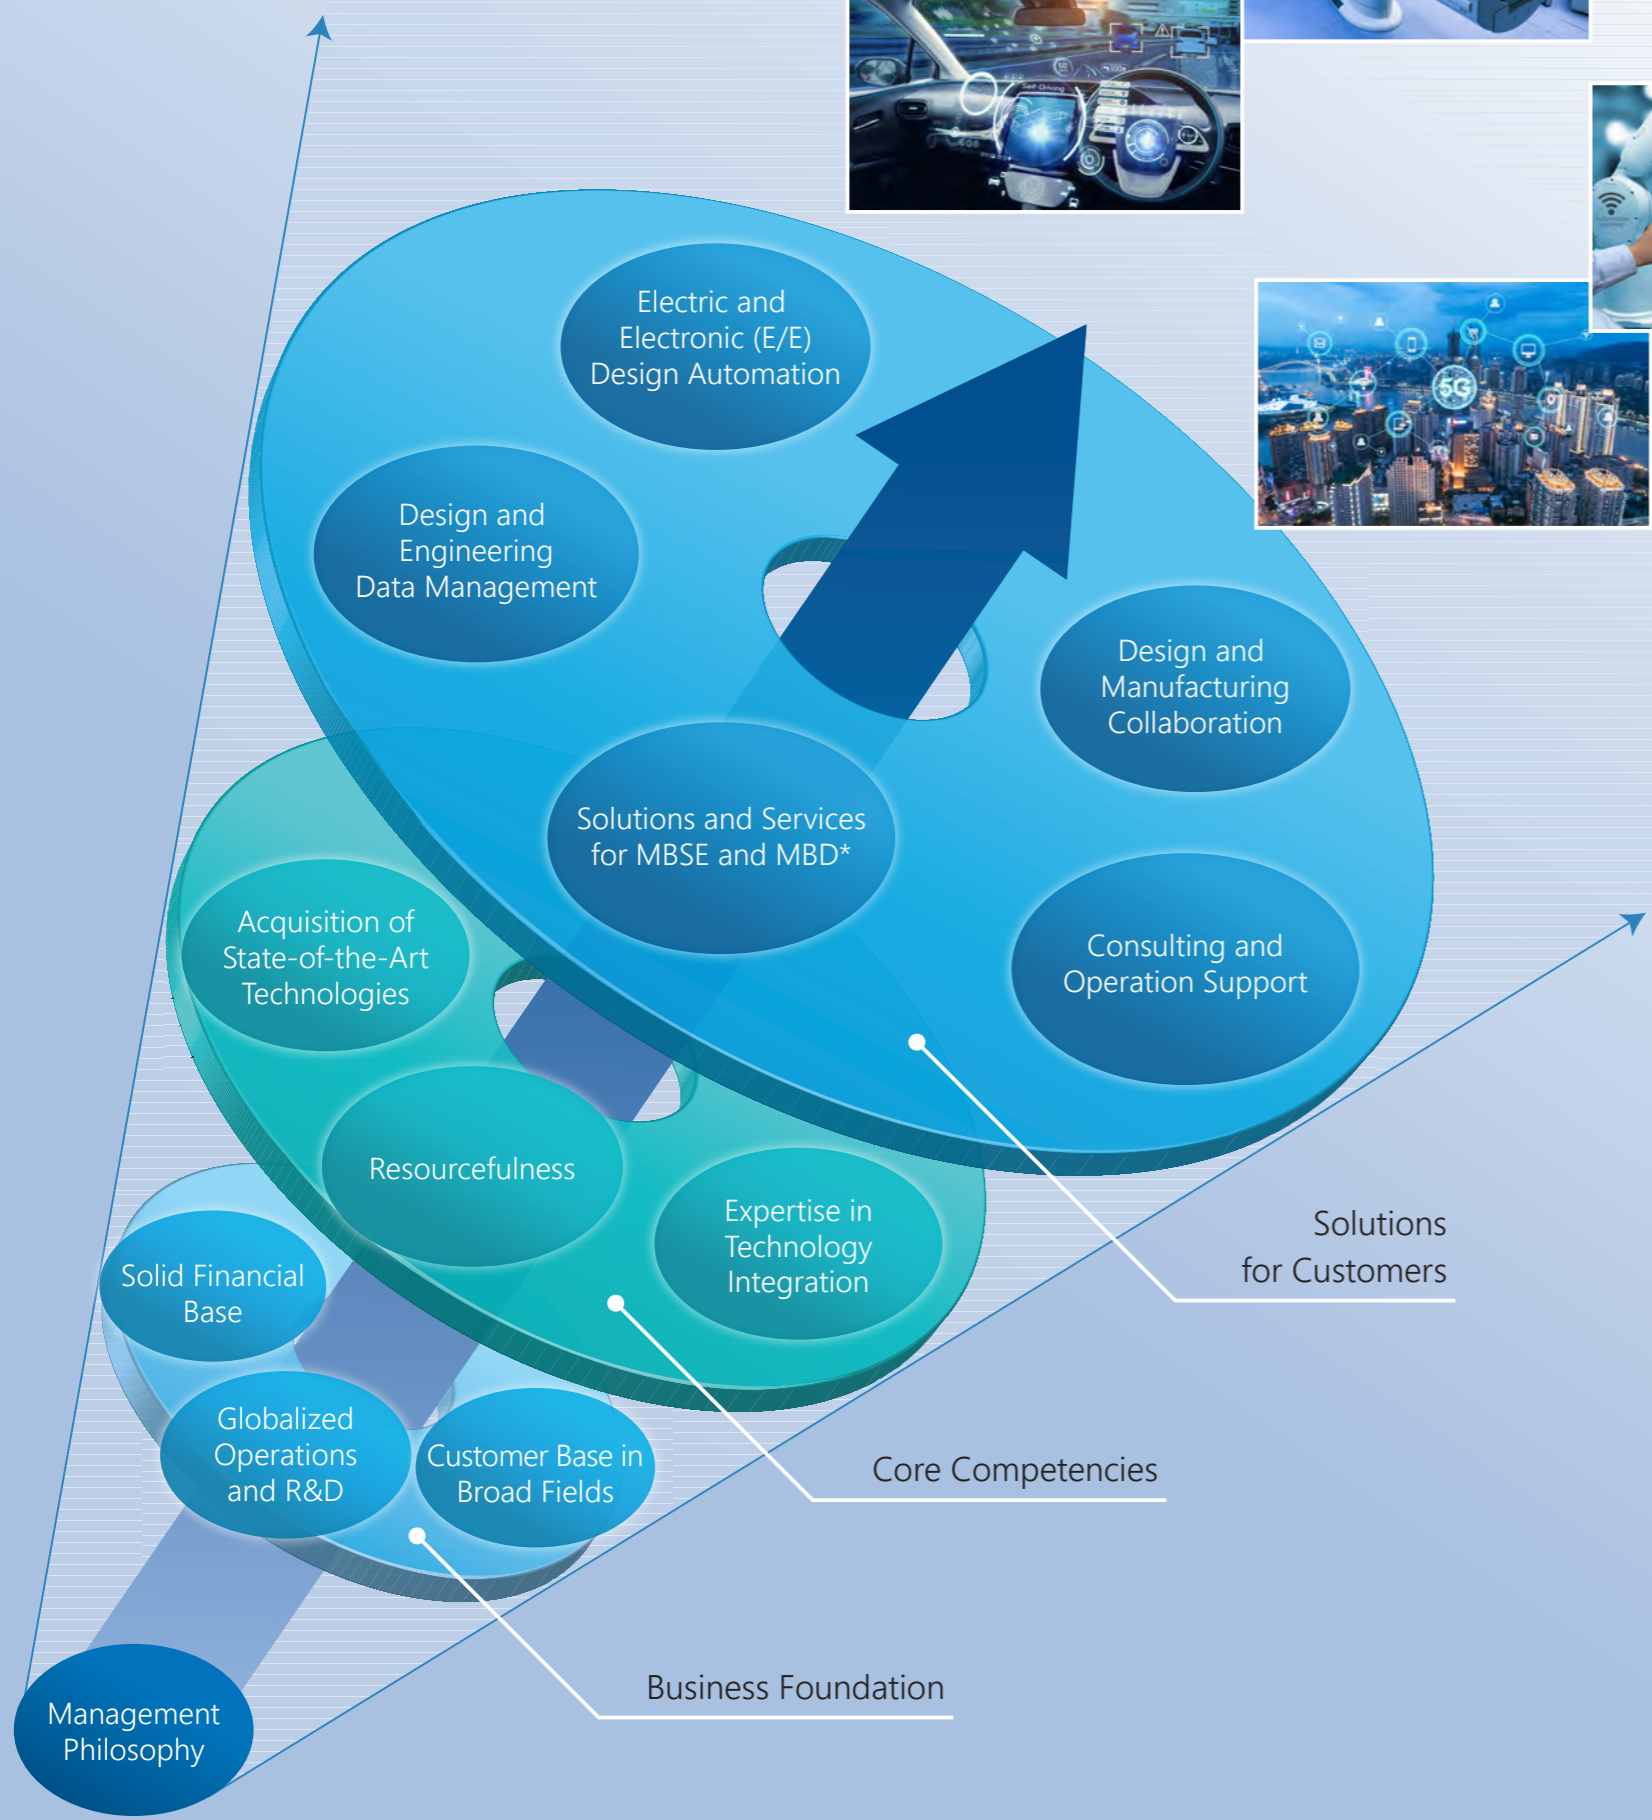 Self-Driving
5G
Electric and
Electronic (E/E)
Design Automation
Design and
Engineering
Data Management
Design and
Manufacturing
Collaboration
Solutions and Services
for MBSE and MBD*
Consulting and
Operation Support
Acquisition of
State-of-the-Art
Technologies
Resourcefulness
Expertise in
Technology
Integration
Solutions
for Customers
Solid Financial
Base
Globalized
Operations
and R&D
Customer Base in
Broad Fields
Core Competencies
Business Foundation
Management
Philosophy